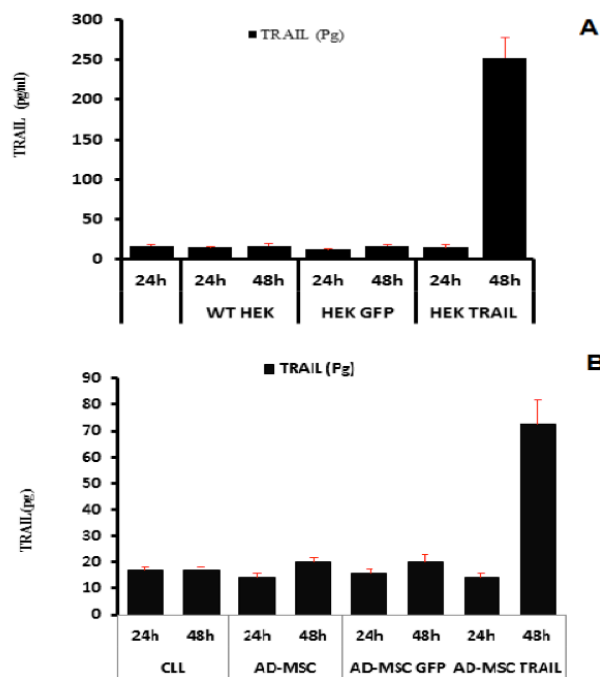 A
TRAIL (Pg)
TRAIL (pg/ml)
300
250
200
150
100
50
0
24h 24h 48h 24h 48h 24h 48h
WT HEK HEK GFP HEK TRAIL
B
TRAIL (Pg)
TRAIL(pg)
90
80
70
60
50
40
30
20
10
0
24h 48h 24h 48h 24h 48h 24h 48h
CLL AD-MSC AD-MSC GFP AD-MSC TRAIL